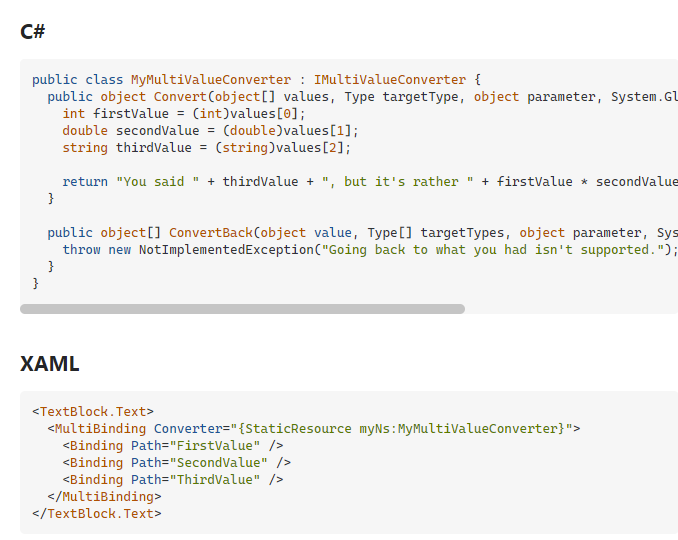 C#
public class MyMultiValueConverter : IMultiValueConverter {
  public object Convert(object[] values, Type targetType, object parameter, System.Gl
    int firstValue = (int)values[0];
    double secondValue = (double)values[1];
    string thirdValue = (string)values[2];

    return "You said " + thirdValue + ", but it's rather " + firstValue * secondValue
  }

  public object[] ConvertBack(object value, Type[] targetTypes, object parameter, Sys
    throw new NotImplementedException("Going back to what you had isn't supported.");
  }
}
XAML
<TextBlock.Text>
  <MultiBinding Converter="{StaticResource myNs:MyMultiValueConverter}">
    <Binding Path="FirstValue" />
    <Binding Path="SecondValue" />
    <Binding Path="ThirdValue" />
  </MultiBinding>
</TextBlock.Text>